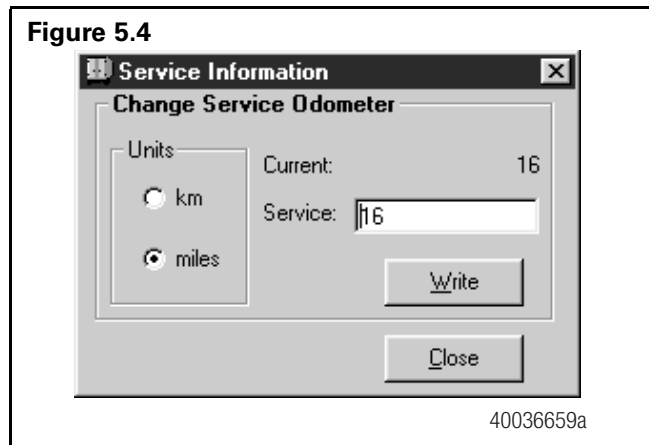 Figure 5.4
Service Information
Change Service Odometer
Units
km
miles
Current: 16
Service: 16
Write
Close
40036659a